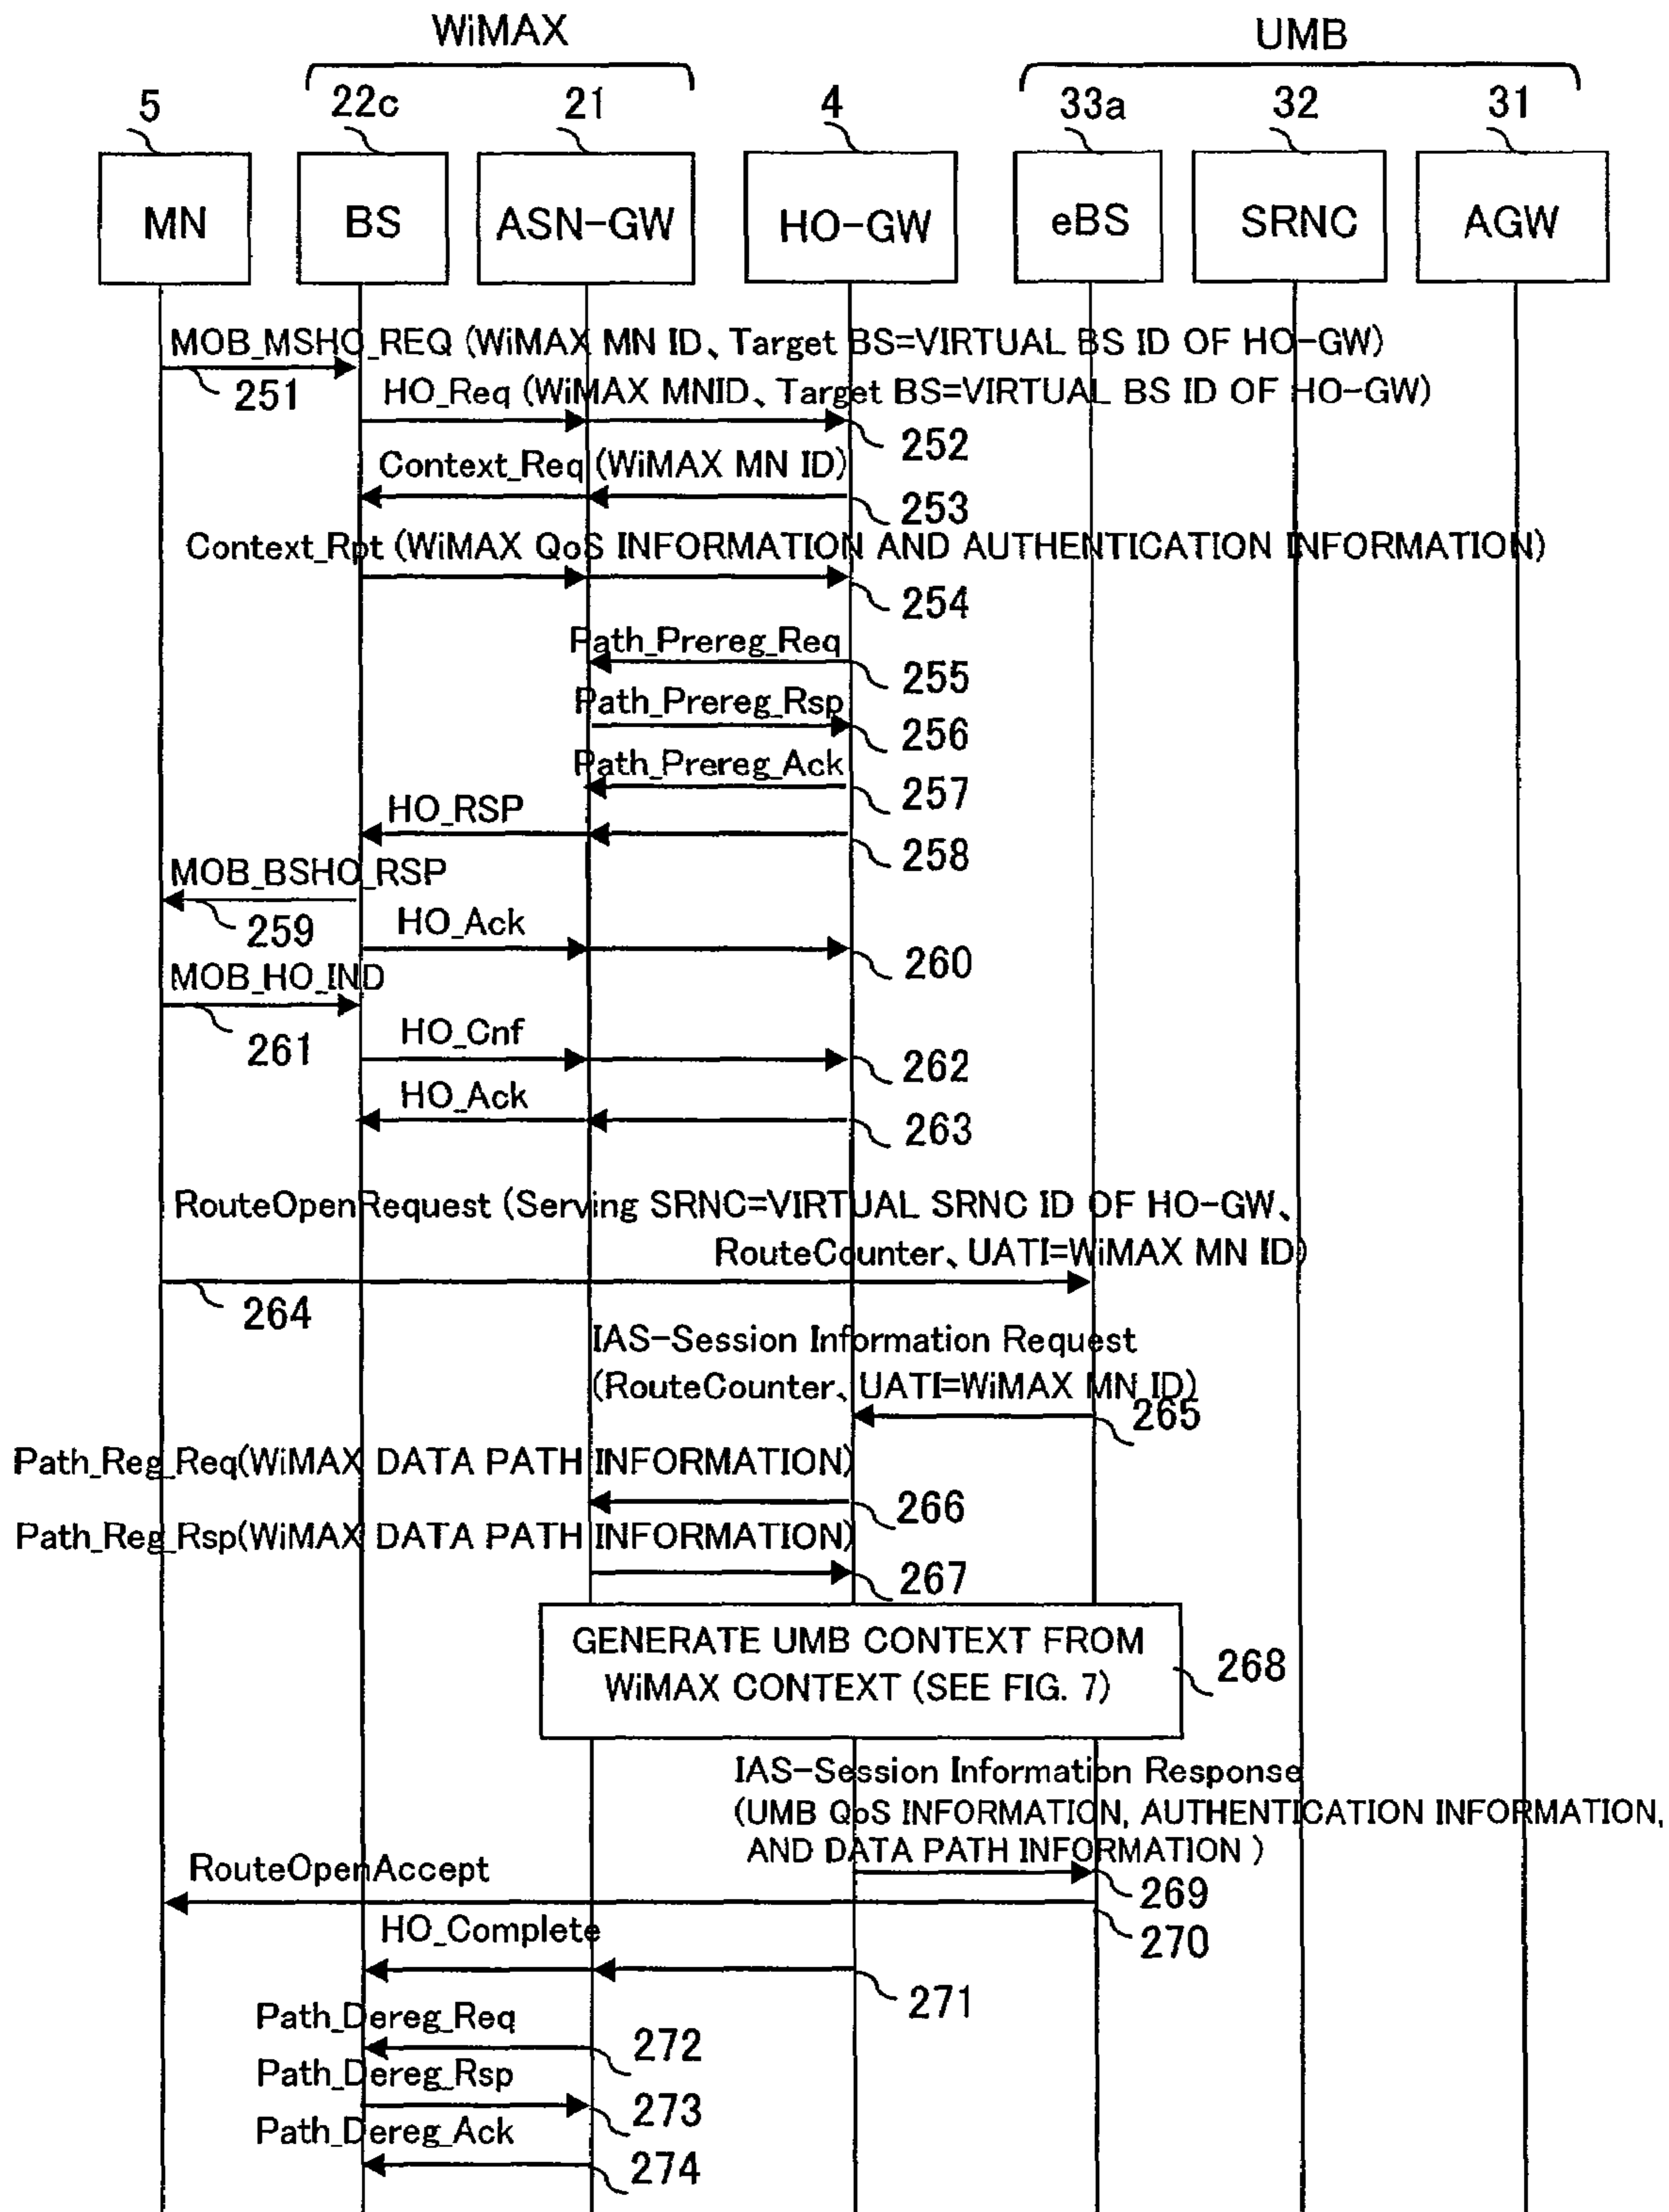 WiMAX
UMB
5
22c
21
4
33a
32
31
MN
BS
ASN-GW
HO-GW
eBS
SRNC
AGW
MOB_MSHO_REQ (WiMAX MN ID、Target BS=VIRTUAL BS ID OF HO-GW)
251
HO_Req (WiMAX MNID、Target BS=VIRTUAL BS ID OF HO-GW)
252
Context_Req (WiMAX MN ID)
253
Context_Rpt (WiMAX QoS INFORMATION AND AUTHENTICATION INFORMATION)
254
Path_Prereg_Req
255
Path_Prereg_Rsp
256
Path_Prereg_Ack
257
HO_RSP
258
MOB_BSHO_RSP
259
HO_Ack
260
MOB_HO_IND
261
HO_Cnf
262
HO_Ack
263
RouteOpenRequest (Serving SRNC=VIRTUAL SRNC ID OF HO-GW、
RouteCounter、UATI=WiMAX MN ID)
264
IAS-Session Information Request
(RouteCounter、UATI=WiMAX MN ID)
265
Path_Reg_Req(WiMAX DATA PATH INFORMATION)
266
Path_Reg_Rsp(WiMAX DATA PATH INFORMATION)
267
GENERATE UMB CONTEXT FROM
WiMAX CONTEXT (SEE FIG. 7)
268
IAS-Session Information Response
(UMB QoS INFORMATION, AUTHENTICATION INFORMATION,
AND DATA PATH INFORMATION )
269
RouteOpenAccept
270
HO_Complete
271
Path_Dereg_Req
272
Path_Dereg_Rsp
273
Path_Dereg_Ack
274